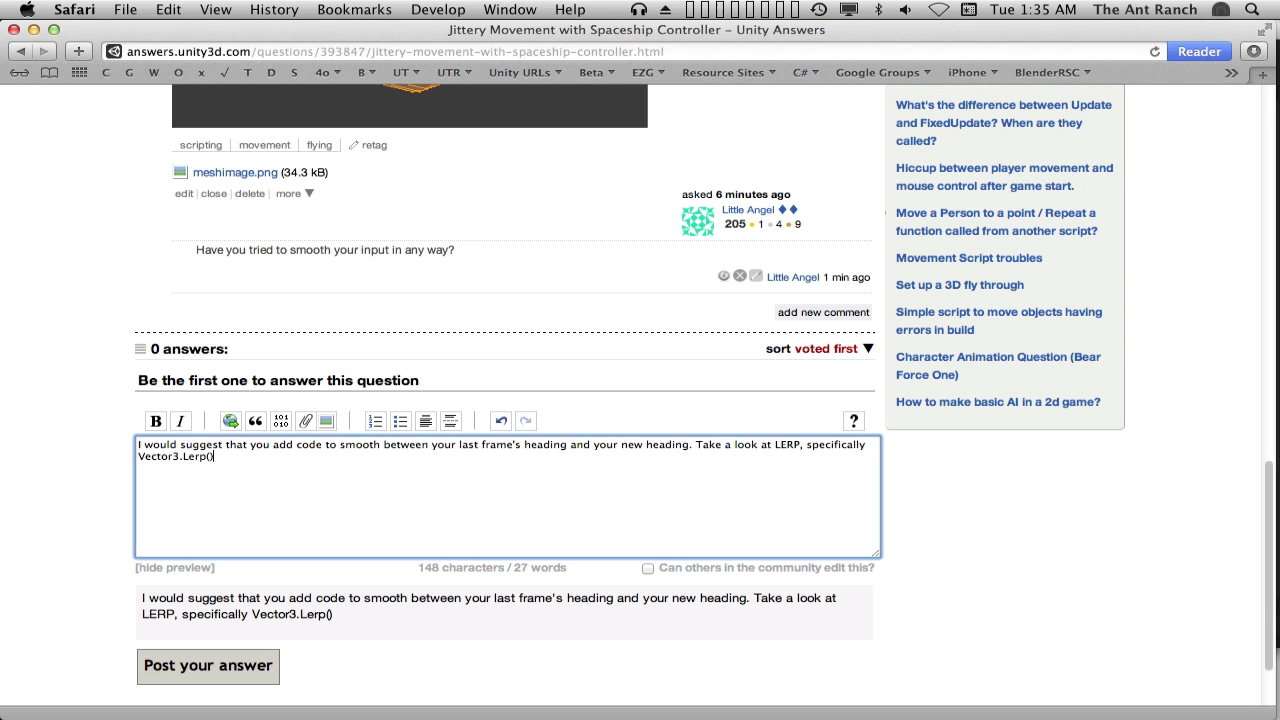 Safari File Edit View History Bookmarks Develop Window Help Tue 1:35 AM The Ant Ranch
Jittery Movement with Spaceship Controller – Unity Answers
answers.unity3d.com/questions/393847/jittery-movement-with-spaceship-controller.html
Reader
C G W O x √ T D S 4o B UT UTR Unity URLs Beta EZG Resource Sites C# Google Groups iPhone BlenderRSC
scripting movement flying retag
meshimage.png (34.3 kB)
edit close delete more ▼
asked 6 minutes ago
Little Angel ♦♦
205 ● 1 ● 4 ● 9
Have you tried to smooth your input in any way?
Little Angel 1 min ago
add new comment
0 answers:
sort voted first ▼
Be the first one to answer this question
B I
101
010
?
I would suggest that you add code to smooth between your last frame's heading and your new heading. Take a look at LERP, specifically
Vector3.Lerp()
[hide preview]
148 characters / 27 words
Can others in the community edit this?
I would suggest that you add code to smooth between your last frame's heading and your new heading. Take a look at
LERP, specifically Vector3.Lerp()
Post your answer
What's the difference between Update
and FixedUpdate? When are they
called?
Hiccup between player movement and
mouse control after game start.
Move a Person to a point / Repeat a
function called from another script?
Movement Script troubles
Set up a 3D fly through
Simple script to move objects having
errors in build
Character Animation Question (Bear
Force One)
How to make basic AI in a 2d game?